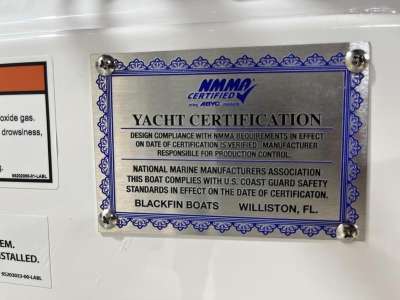 NMMA
CERTIFIED
using ABYC standards
YACHT CERTIFICATION
DESIGN COMPLIANCE WITH NMMA REQUIREMENTS IN EFFECT
ON DATE OF CERTIFICATION IS VERIFIED. MANUFACTURER
RESPONSIBLE FOR PRODUCTION CONTROL.
NATIONAL MARINE MANUFACTURERS ASSOCIATION
THIS BOAT COMPLIES WITH U.S. COAST GUARD SAFETY
STANDARDS IN EFFECT ON THE DATE OF CERTIFICATON.
BLACKFIN BOATS WILLISTON, FL.
oxide gas.
drowsiness,
EM.
STALLED.